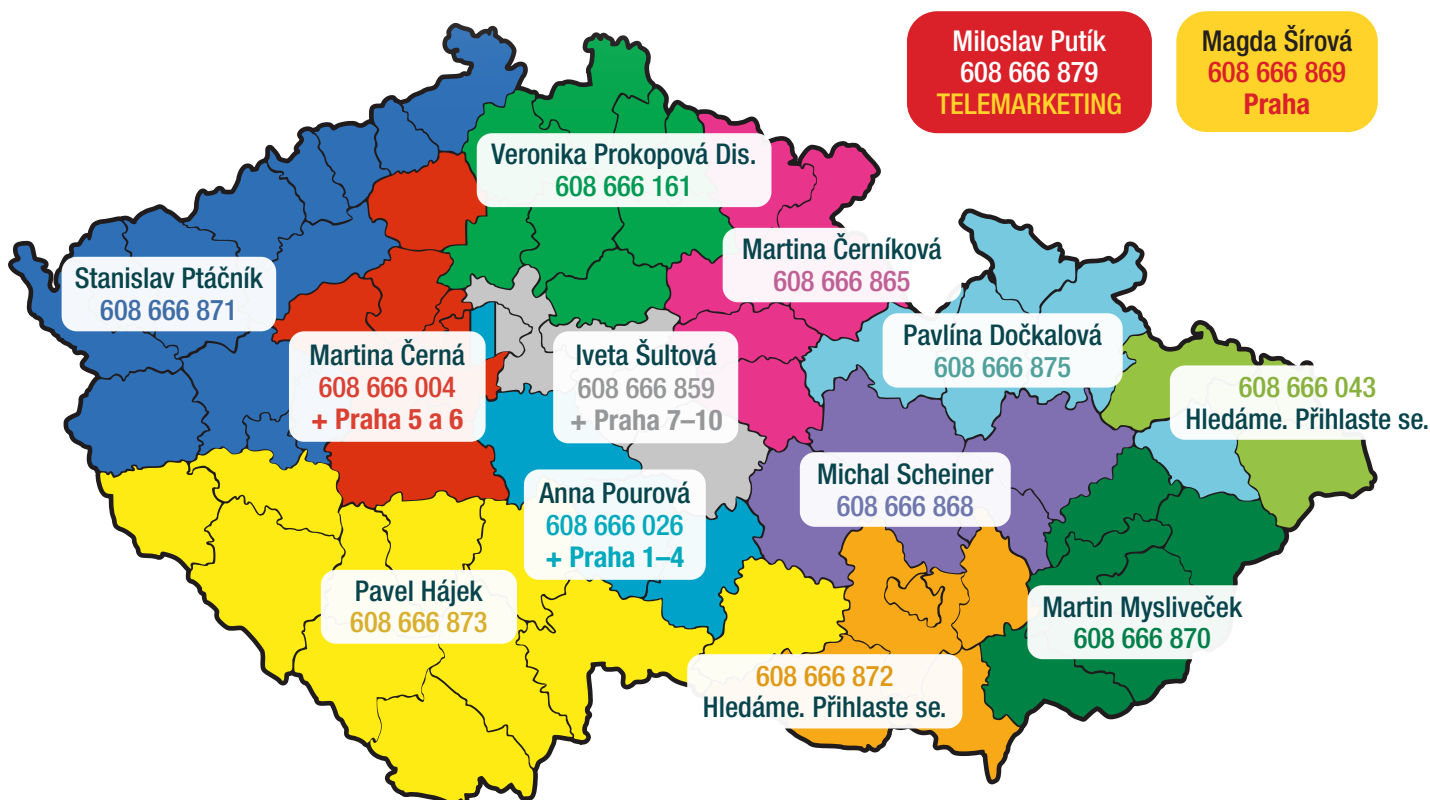 Miloslav Putík
608 666 879
TELEMARKETING
Magda Šírová
608 666 869
Praha
Veronika Prokopová Dis.
608 666 161
Martina Černíková
608 666 865
Stanislav Ptáčník
608 666 871
Martina Černá
608 666 004
+ Praha 5 a 6
Iveta Šultová
608 666 859
+ Praha 7–10
Pavlína Dočkalová
608 666 875
608 666 043
Hledáme. Přihlaste se.
Anna Pourová
608 666 026
+ Praha 1–4
Michal Scheiner
608 666 868
Pavel Hájek
608 666 873
Martin Mysliveček
608 666 870
608 666 872
Hledáme. Přihlaste se.